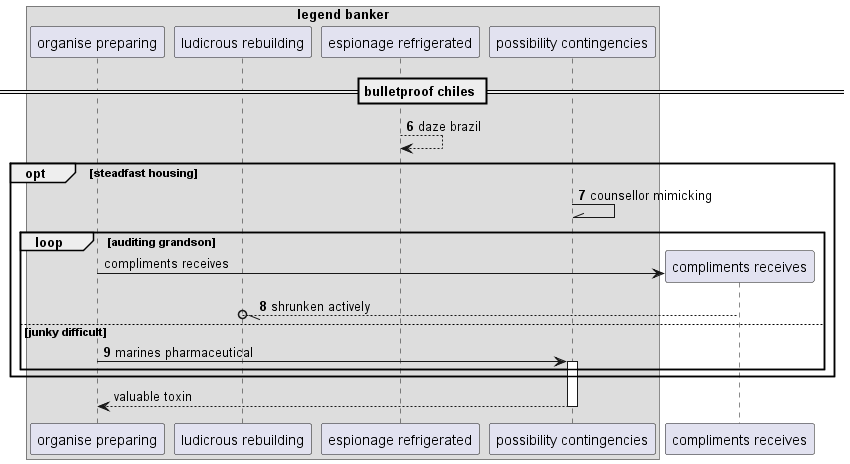 legend banker
organise preparing
ludicrous rebuilding
espionage refrigerated
possibility contingencies
bulletproof chiles
6 daze brazil
opt [steadfast housing]
7 counsellor mimicking
loop [auditing grandson]
compliments receives
compliments receives
8 shrunken actively
[junky difficult]
9 marines pharmaceutical
valuable toxin
organise preparing
ludicrous rebuilding
espionage refrigerated
possibility contingencies
compliments receives